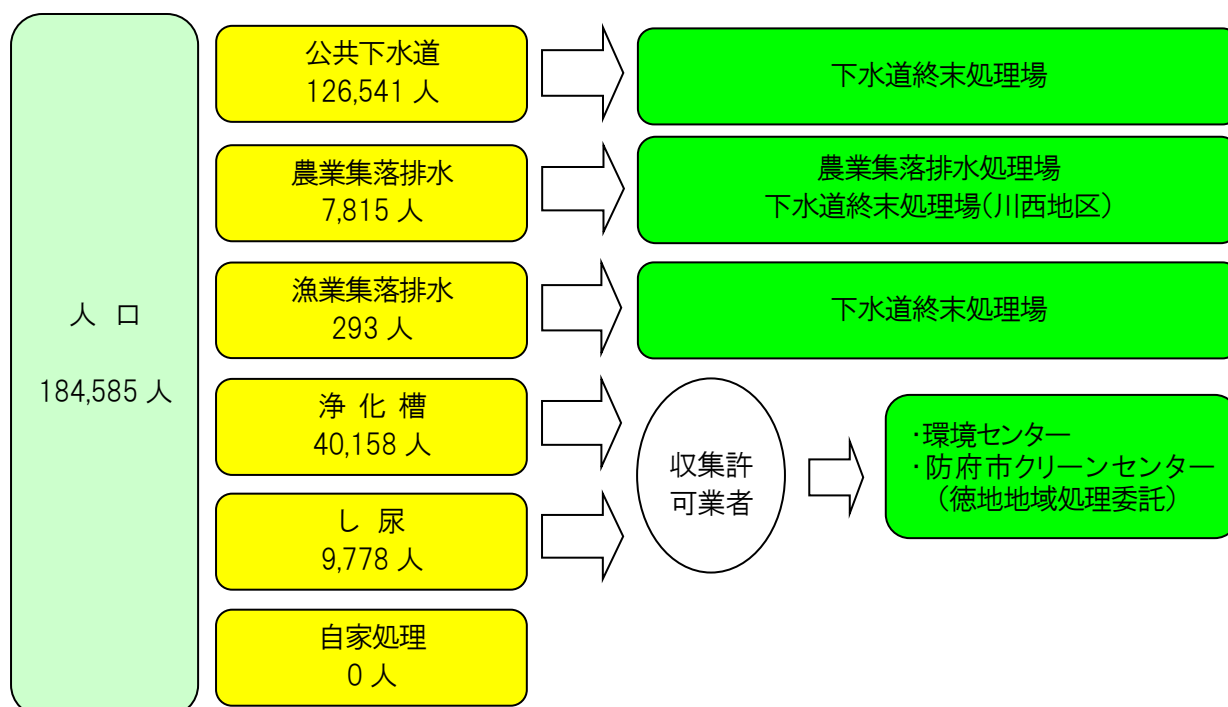 人 口
184,585 人
公共下水道
126,541 人
下水道終末処理場
農業集落排水
7,815 人
農業集落排水処理場
下水道終末処理場(川西地区)
漁業集落排水
293 人
下水道終末処理場
浄 化 槽
40,158 人
し 尿
9,778 人
収集許
可業者
・環境センター
・防府市クリーンセンター
(徳地地域処理委託)
自家処理
0 人